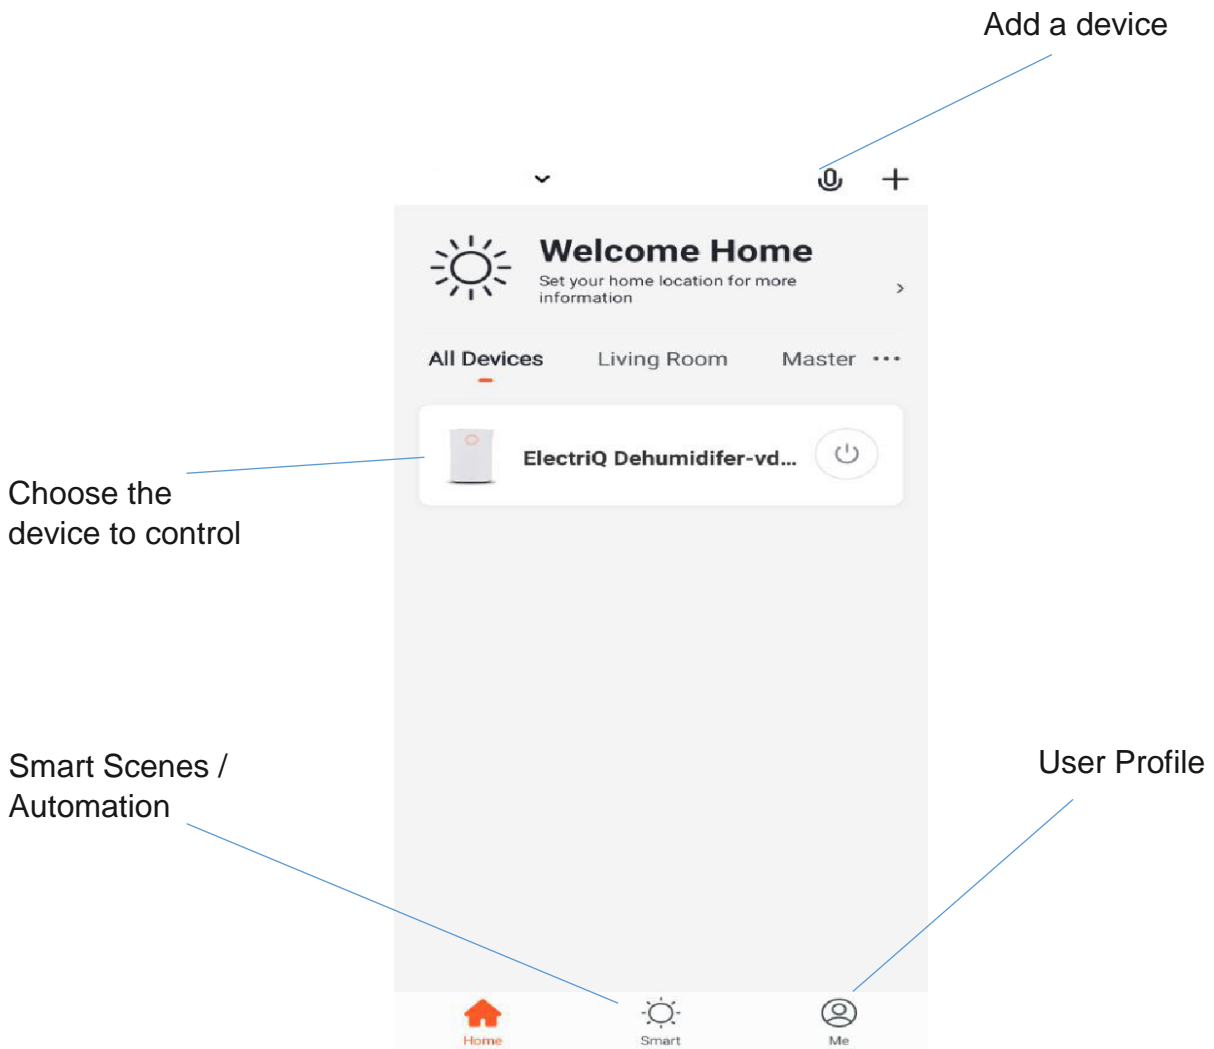 Add a device
Welcome Home
Set your home location for more
information
All Devices
Living Room
Master
ElectriQ Dehumidifer-vd...
Choose the
device to control
Smart Scenes /
Automation
User Profile
Home
Smart
Me